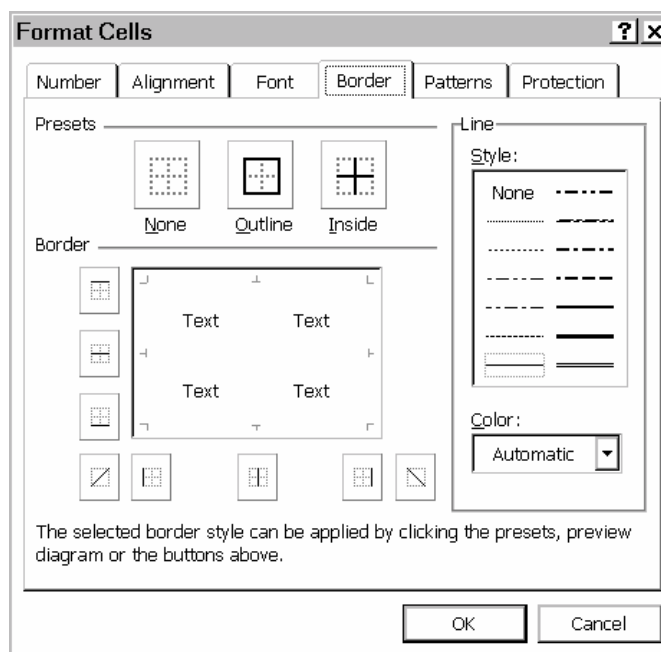 Format Cells
Number Alignment Font Border Patterns Protection
Presets
None Outline Inside
Border
Text Text
Text Text
Line
Style:
None
Color:
Automatic
The selected border style can be applied by clicking the presets, preview
diagram or the buttons above.
OK Cancel